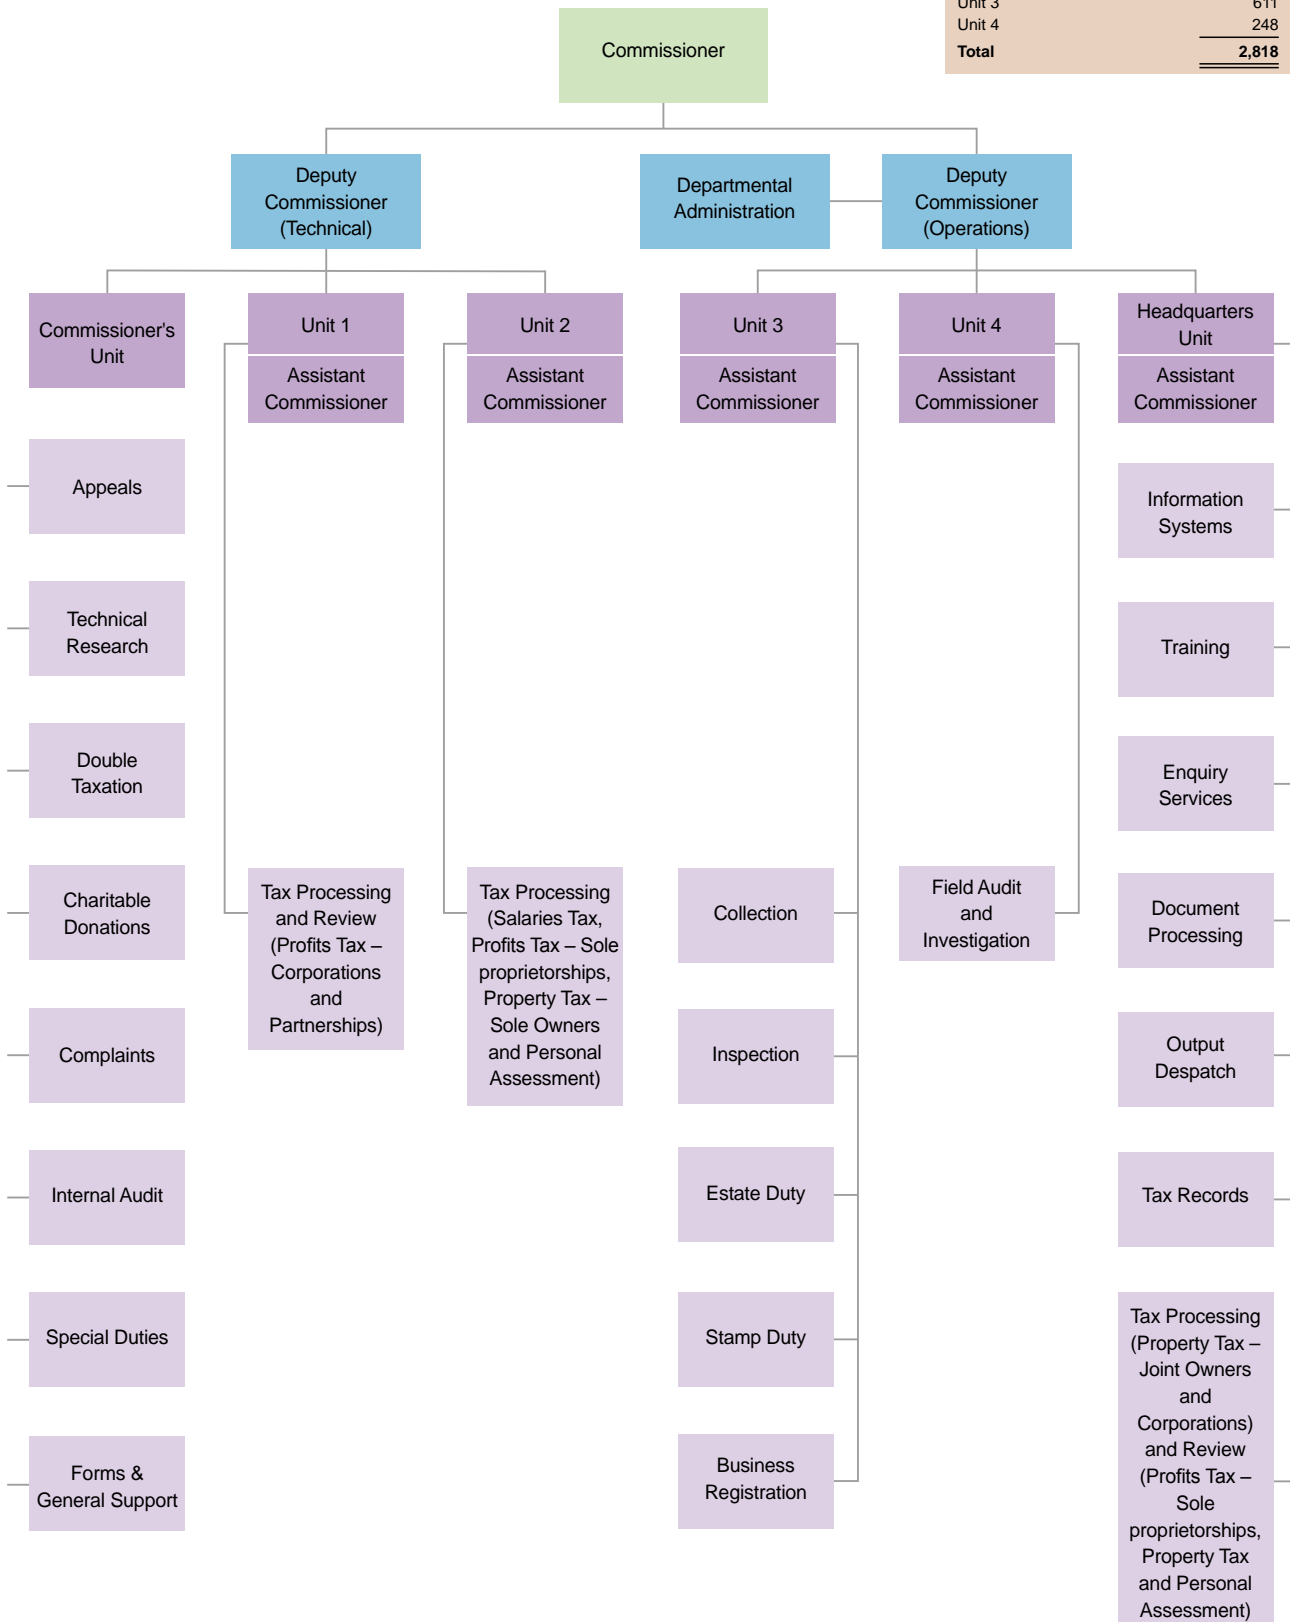 Unit 3 611
Unit 4 248
Total 2,818
Commissioner
Deputy
Commissioner
(Technical)
Departmental
Administration
Deputy
Commissioner
(Operations)
Commissioner's
Unit
Unit 1
Assistant
Commissioner
Unit 2
Assistant
Commissioner
Unit 3
Assistant
Commissioner
Unit 4
Assistant
Commissioner
Headquarters
Unit
Assistant
Commissioner
Appeals
Technical
Research
Double
Taxation
Charitable
Donations
Complaints
Internal Audit
Special Duties
Forms &
General Support
Tax Processing
and Review
(Profits Tax –
Corporations
and
Partnerships)
Tax Processing
(Salaries Tax,
Profits Tax – Sole
proprietorships,
Property Tax –
Sole Owners
and Personal
Assessment)
Collection
Inspection
Estate Duty
Stamp Duty
Business
Registration
Field Audit
and
Investigation
Information
Systems
Training
Enquiry
Services
Document
Processing
Output
Despatch
Tax Records
Tax Processing
(Property Tax –
Joint Owners
and
Corporations)
and Review
(Profits Tax –
Sole
proprietorships,
Property Tax
and Personal
Assessment)